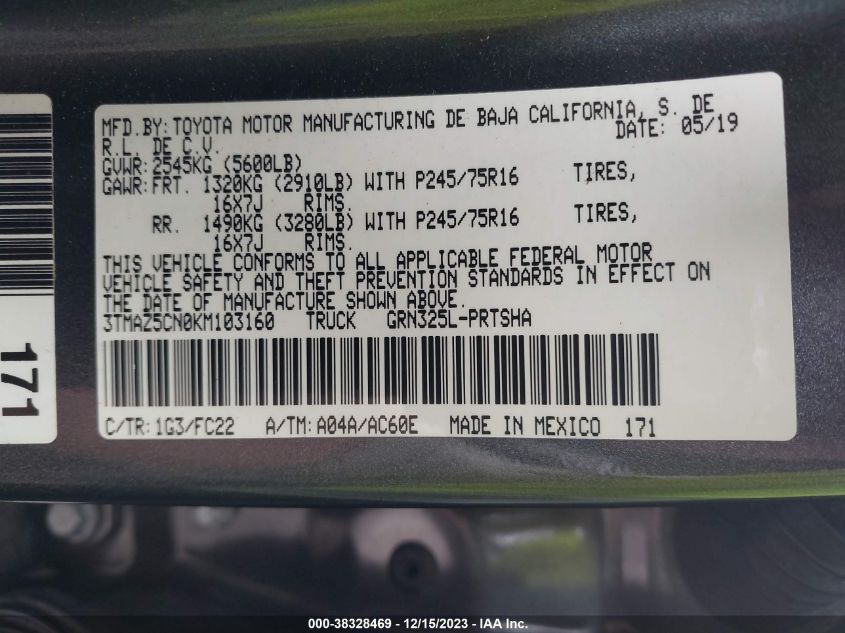 MFD.BY: TOYOTA MOTOR MANUFACTURING DE BAJA CALIFORNIA, S. DE
R.L. DE C.V. DATE: 05/19
GVWR: 2545KG (5600LB)
GAWR: FRT. 1320KG (2910LB) WITH P245/75R16 TIRES,
16X7J RIMS.
RR. 1490KG (3280LB) WITH P245/75R16 TIRES,
16X7J RIMS.
THIS VEHICLE CONFORMS TO ALL APPLICABLE FEDERAL MOTOR
VEHICLE SAFETY AND THEFT PREVENTION STANDARDS IN EFFECT ON
THE DATE OF MANUFACTURE SHOWN ABOVE.
3TMAZ5CN0KM103160 TRUCK GRN325L-PRTSHA
C/TR: 1G3/FC22 A/TM: A04A/AC60E MADE IN MEXICO 171
171
000-38328469 - 12/15/2023 - IAA Inc.